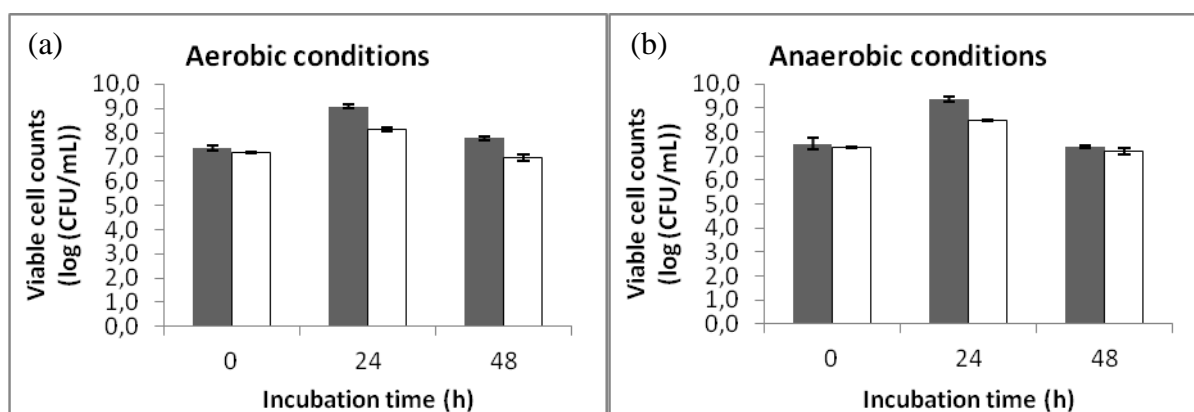 (a)
Aerobic conditions
Viable cell counts
(log (CFU/mL))
10,0
9,0
8,0
7,0
6,0
5,0
4,0
3,0
2,0
1,0
0,0
0 24 48
Incubation time (h)
(b)
Anaerobic conditions
Viable cell counts
(log (CFU/mL))
10,0
9,0
8,0
7,0
6,0
5,0
4,0
3,0
2,0
1,0
0,0
0 24 48
Incubation time (h)